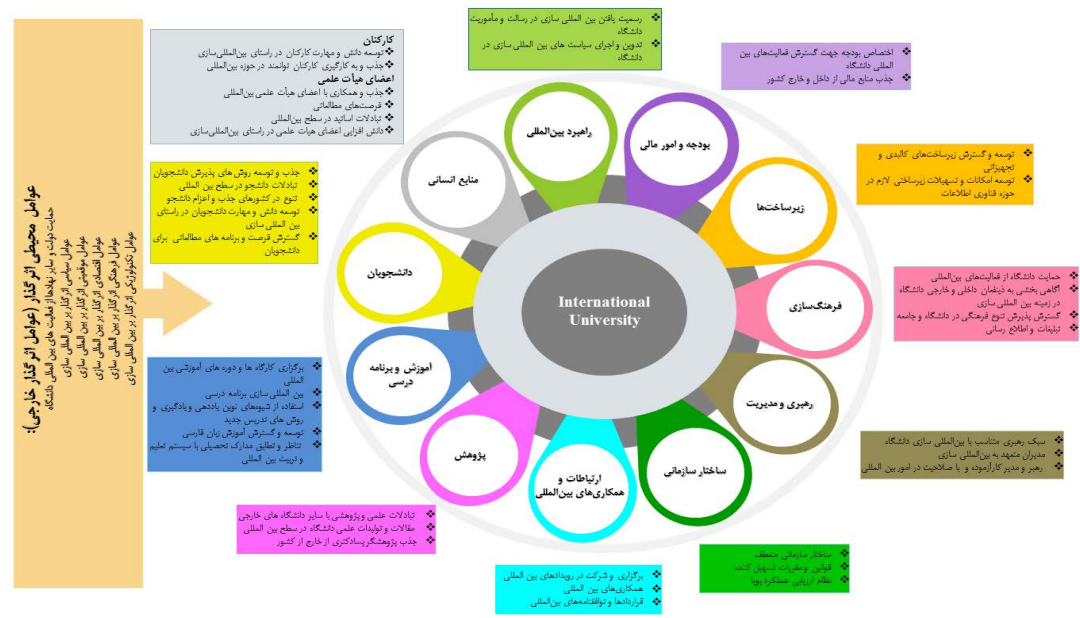 عوامل محیطی اثر گذار (عوامل اثر گذار خارجی):
حمایت دولت و سایر نهادها از فعالیت های بین المللی دانشگاه
عوامل سیاسی اثر گذار بر بین المللی سازی
عوامل موقعیتی اثر گذار بر بین المللی سازی
عوامل اقتصادی اثر گذار بر بین المللی سازی
عوامل فرهنگی اثر گذار بر بین المللی سازی
عوامل تکنولوژیکی اثر گذار بر بین المللی سازی
❖ رسمیت یافتن بین المللی سازی در رسالت و مأموریت
دانشگاه
❖ تدوین و اجرای سیاست های بین المللی سازی در
دانشگاه
❖ اختصاص بودجه جهت گسترش فعالیت‌های بین
المللی دانشگاه
❖ جذب منابع مالی از داخل و خارج کشور
❖ توسعه و گسترش زیرساخت‌های کالبدی و
تجهیزاتی
❖ توسعه امکانات و تسهیلات زیرساختی لازم در
حوزه فناوری اطلاعات
❖ حمایت دانشگاه از فعالیت‌های بین‌المللی
❖ آگاهی بخشی به ذینفعان داخلی و خارجی دانشگاه
در زمینه بین المللی سازی
❖ گسترش پذیرش تنوع فرهنگی در دانشگاه و جامعه
❖ تبلیغات و اطلاع رسانی
❖ سبک رهبری متناسب با بین‌المللی سازی دانشگاه
❖ مدیران متعهد به بین‌المللی سازی
❖ رهبر و مدیر کارآزموده و با صلاحیت در امور بین المللی
❖ ساختار سازمانی منعطف
❖ قوانین و مقررات تسهیل کننده
❖ نظام ارزیابی عملکرد پویا
❖ برگزاری و شرکت در رویدادهای بین المللی
❖ همکاری‌های بین المللی
❖ قراردادها و توافقنامه‌های بین‌المللی
❖ تبادلات علمی و پژوهشی با سایر دانشگاه های خارجی
❖ مقالات و تولیدات علمی دانشگاه در سطح بین المللی
❖ جذب پژوهشگر پسادکتری از خارج از کشور
❖ برگزاری کارگاه ها و دوره های آموزشی بین
المللی
❖ بین المللی سازی برنامه درسی
❖ استفاده از شیوه‌های نوین یاددهی و یادگیری و
روش های تدریس جدید
❖ توسعه و گسترش آموزش زبان فارسی
❖ تناظر و تطابق مدارک تحصیلی با سیستم تعلیم
و تربیت بین المللی
❖ جذب و توسعه روش های پذیرش دانشجویان
❖ تبادلات دانشجو در سطح بین المللی
❖ تنوع در کشورهای جذب و اعزام دانشجو
❖ توسعه دانش و مهارت دانشجویان در راستای
بین المللی سازی
❖ گسترش فرصت و برنامه های مطالعاتی برای
دانشجویان
کارکنان
❖توسعه دانش و مهارت کارکنان در راستای بین‌المللی‌سازی
❖جذب و به کارگیری کارکنان توانمند در حوزه بین‌المللی
اعضای هیأت علمی
❖جذب و همکاری با اعضای هیأت علمی بین‌المللی
❖فرصت‌های مطالعاتی
❖تبادلات اساتید در سطح بین‌المللی
❖دانش افزایی اعضای هیات علمی در راستای بین‌المللی‌سازی
راهبرد بین‌المللی
بودجه و امور مالی
زیرساخت‌ها
فرهنگ‌سازی
رهبری و مدیریت
ساختار سازمانی
ارتباطات و
همکاری‌های بین‌المللی
پژوهش
آموزش و برنامه
درسی
دانشجویان
منابع انسانی
International
University